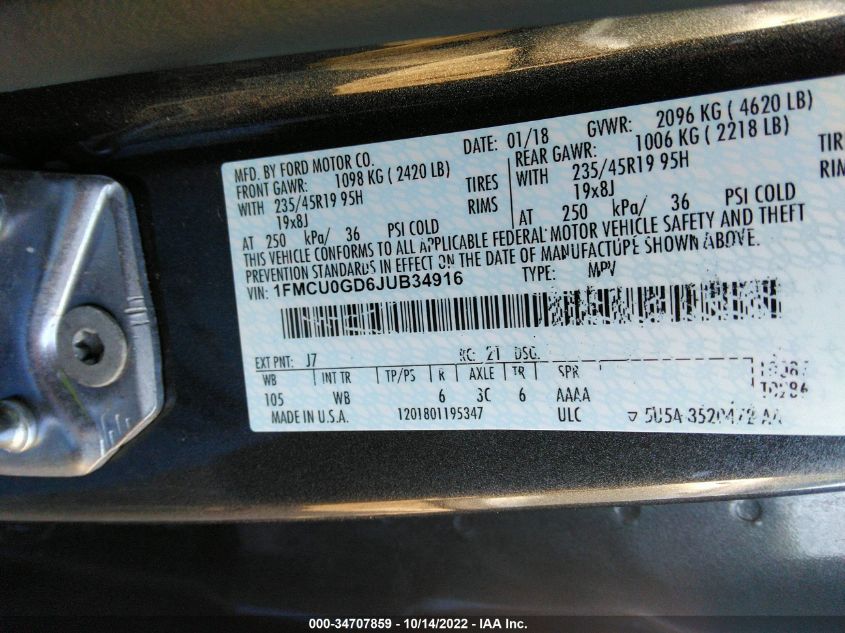 MFD. BY FORD MOTOR CO. DATE: 01/18 GVWR: 2096 KG ( 4620 LB)
FRONT GAWR: 1098 KG ( 2420 LB) REAR GAWR: 1006 KG ( 2218 LB)
WITH 235/45R19 95H TIRES WITH 235/45R19 95H TIRE
19x8J RIMS 19x8J RIM
AT 250 kPa/ 36 PSI COLD AT 250 kPa/ 36 PSI COLD
THIS VEHICLE CONFORMS TO ALL APPLICABLE FEDERAL MOTOR VEHICLE SAFETY AND THEFT
PREVENTION STANDARDS IN EFFECT ON THE DATE OF MANUFACTURE SHOWN ABOVE.
VIN: 1FMCU0GD6JUB34916 TYPE: MPV
EXT PNT: J7 RC: 21 DSO:
WB INT TR TP/PS R AXLE TR SPR
105 WB 6 3C 6 AAAA
MADE IN U.S.A. 1201801195347 ULC
000-34707859 - 10/14/2022 - IAA Inc.